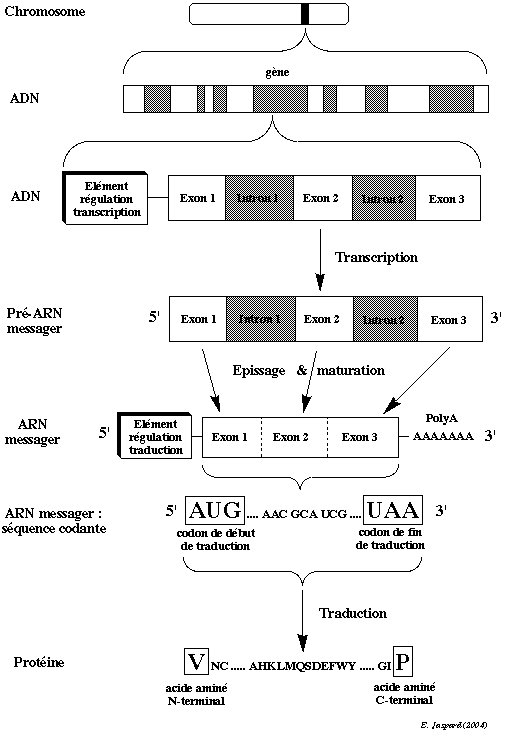 Chromosome
gène
ADN
ADN
Elément
régulation
transcription
Exon 1
Intron 1
Exon 2
Intron 2
Exon 3
Transcription
Pré-ARN
messager
5'
Exon 1
Intron 1
Exon 2
Intron 2
Exon 3
3'
Epissage & maturation
ARN
messager
5'
Elément
régulation
traduction
Exon 1
Exon 2
Exon 3
PolyA
AAAAAAA
3'
ARN messager :
séquence codante
5'
AUG .... AAC GCA UCG .... UAA
3'
codon de début
de traduction
codon de fin
de traduction
Traduction
Protéine
V NC ..... AHKLMQSDEFWY ..... GI P
acide aminé
N-terminal
acide aminé
C-terminal
E. Jaspard (2004)